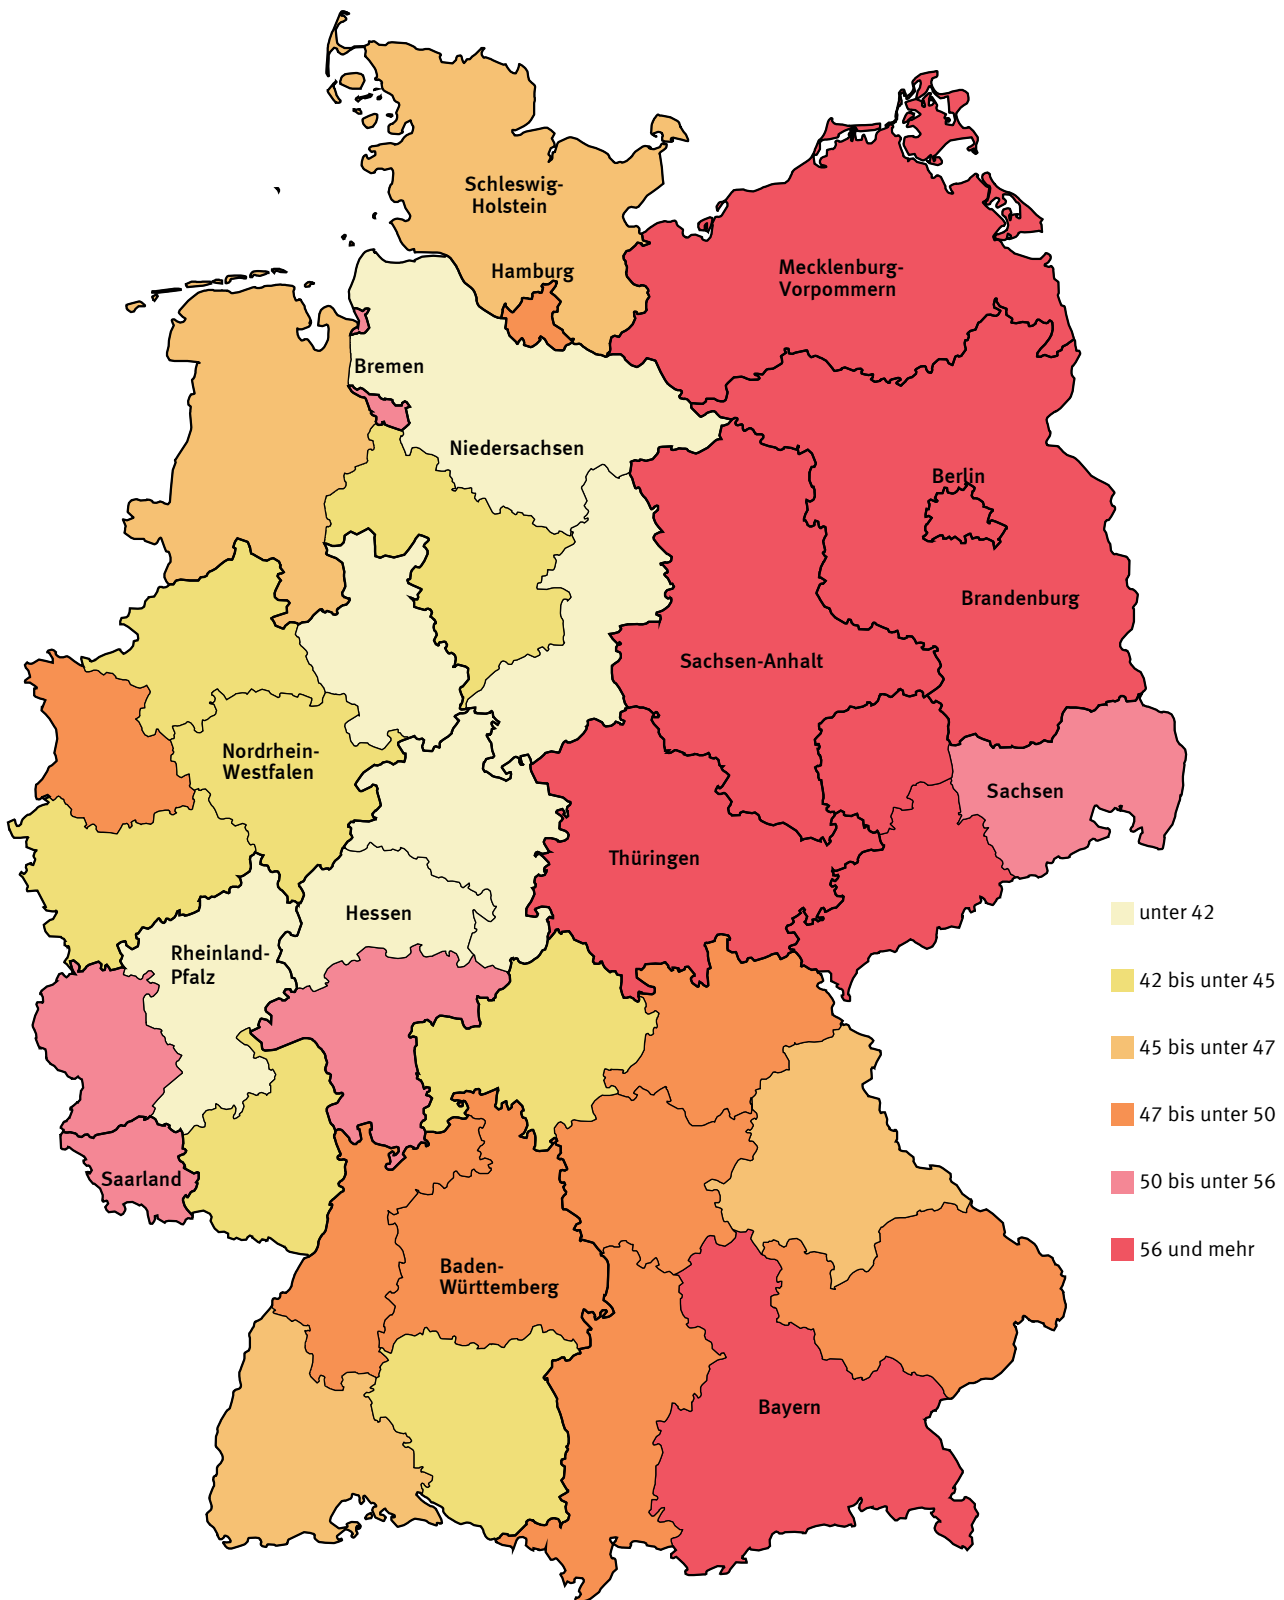 Schleswig-
Holstein
Hamburg
Mecklenburg-
Vorpommern
Bremen
Niedersachsen
Berlin
Brandenburg
Sachsen-Anhalt
Nordrhein-
Westfalen
Sachsen
Thüringen
Hessen
Rheinland-
Pfalz
Saarland
Baden-
Württemberg
Bayern
unter 42
42 bis unter 45
45 bis unter 47
47 bis unter 50
50 bis unter 56
56 und mehr